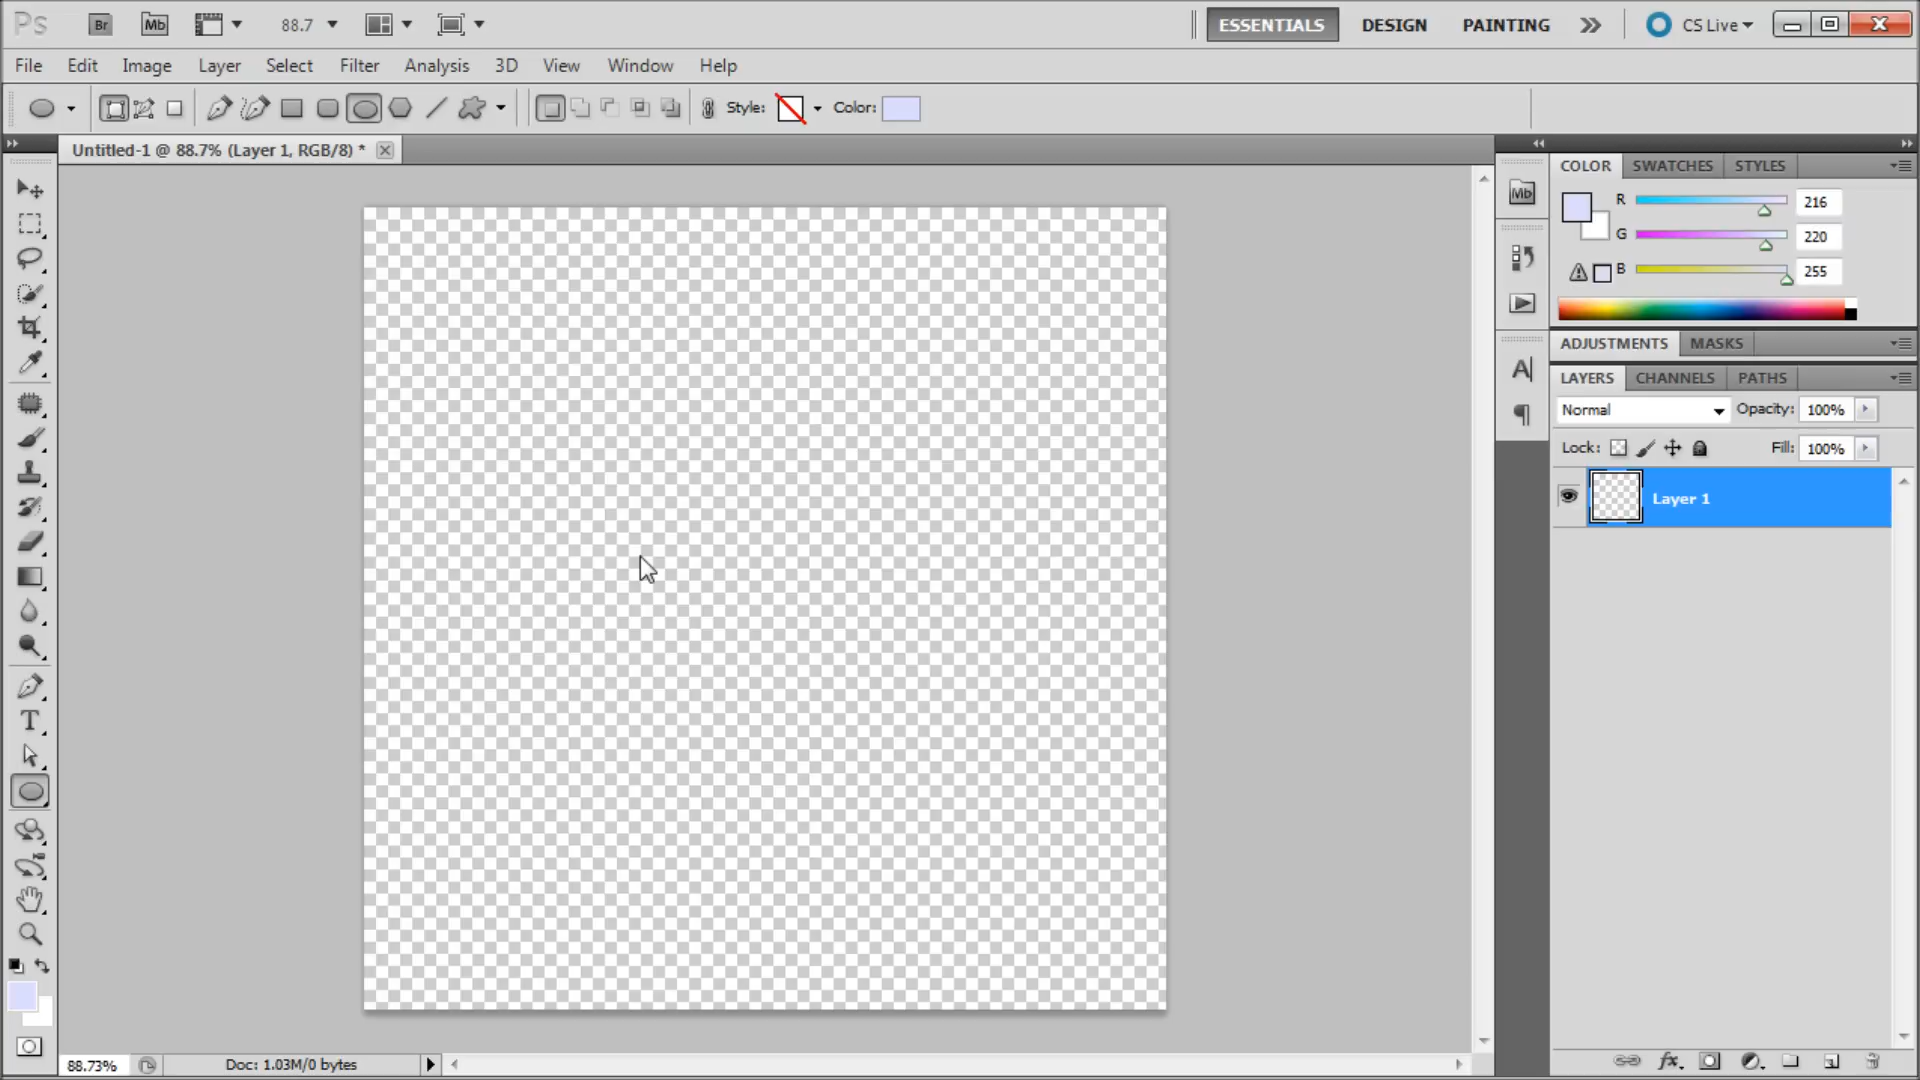 Ps Br Mb 88.7 ESSENTIALS DESIGN PAINTING CS Live
File Edit Image Layer Select Filter Analysis 3D View Window Help
Style: Color:
Untitled-1 @ 88.7% (Layer 1, RGB/8) *
COLOR SWATCHES STYLES
Mb
R 216
G 220
B 255
ADJUSTMENTS MASKS
A
LAYERS CHANNELS PATHS
Normal Opacity: 100%
Lock: Fill: 100%
Layer 1
T
88.73% Doc: 1.03M/0 bytes
fx